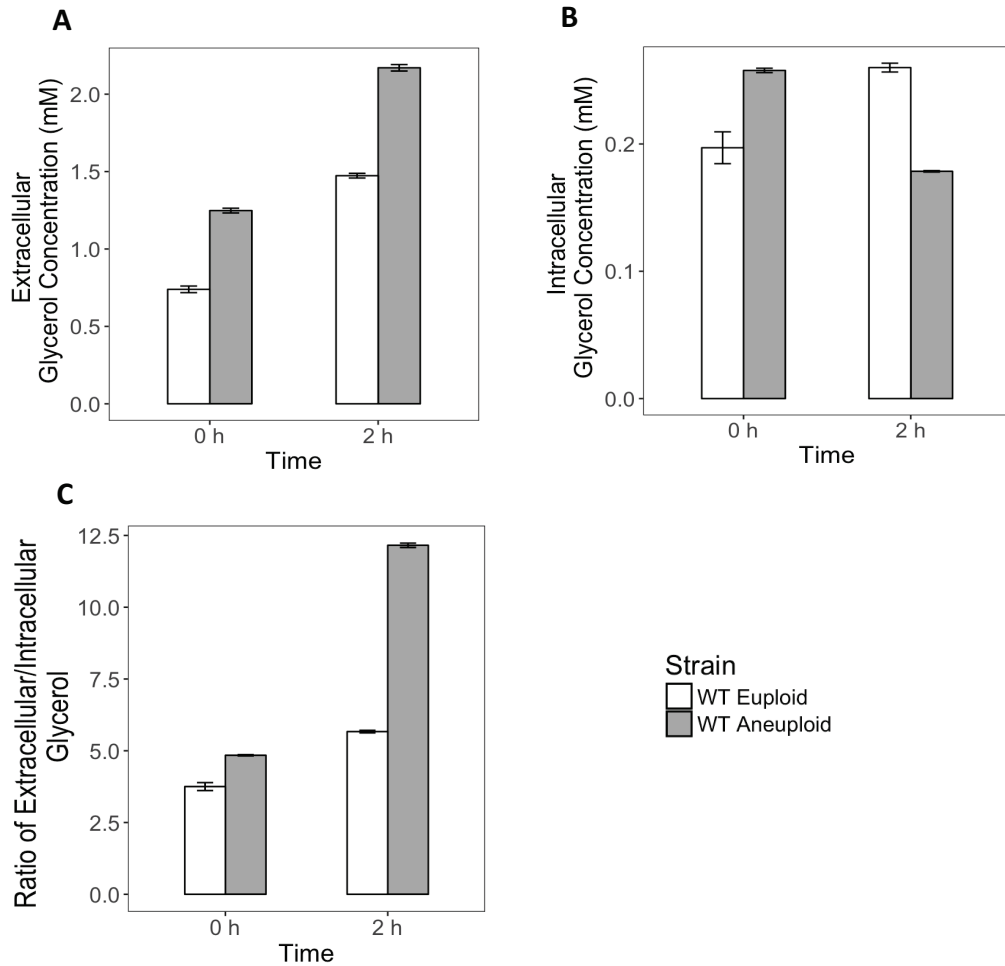 A
Extracellular
Glycerol Concentration (mM)
2.0
1.5
1.0
0.5
0.0
0 h
2 h
Time
B
Intracellular
Glycerol Concentration (mM)
0.2
0.1
0.0
0 h
2 h
Time
C
Ratio of Extracellular/Intracellular
Glycerol
12.5
10.0
7.5
5.0
2.5
0.0
0 h
2 h
Time
Strain
WT Euploid
WT Aneuploid